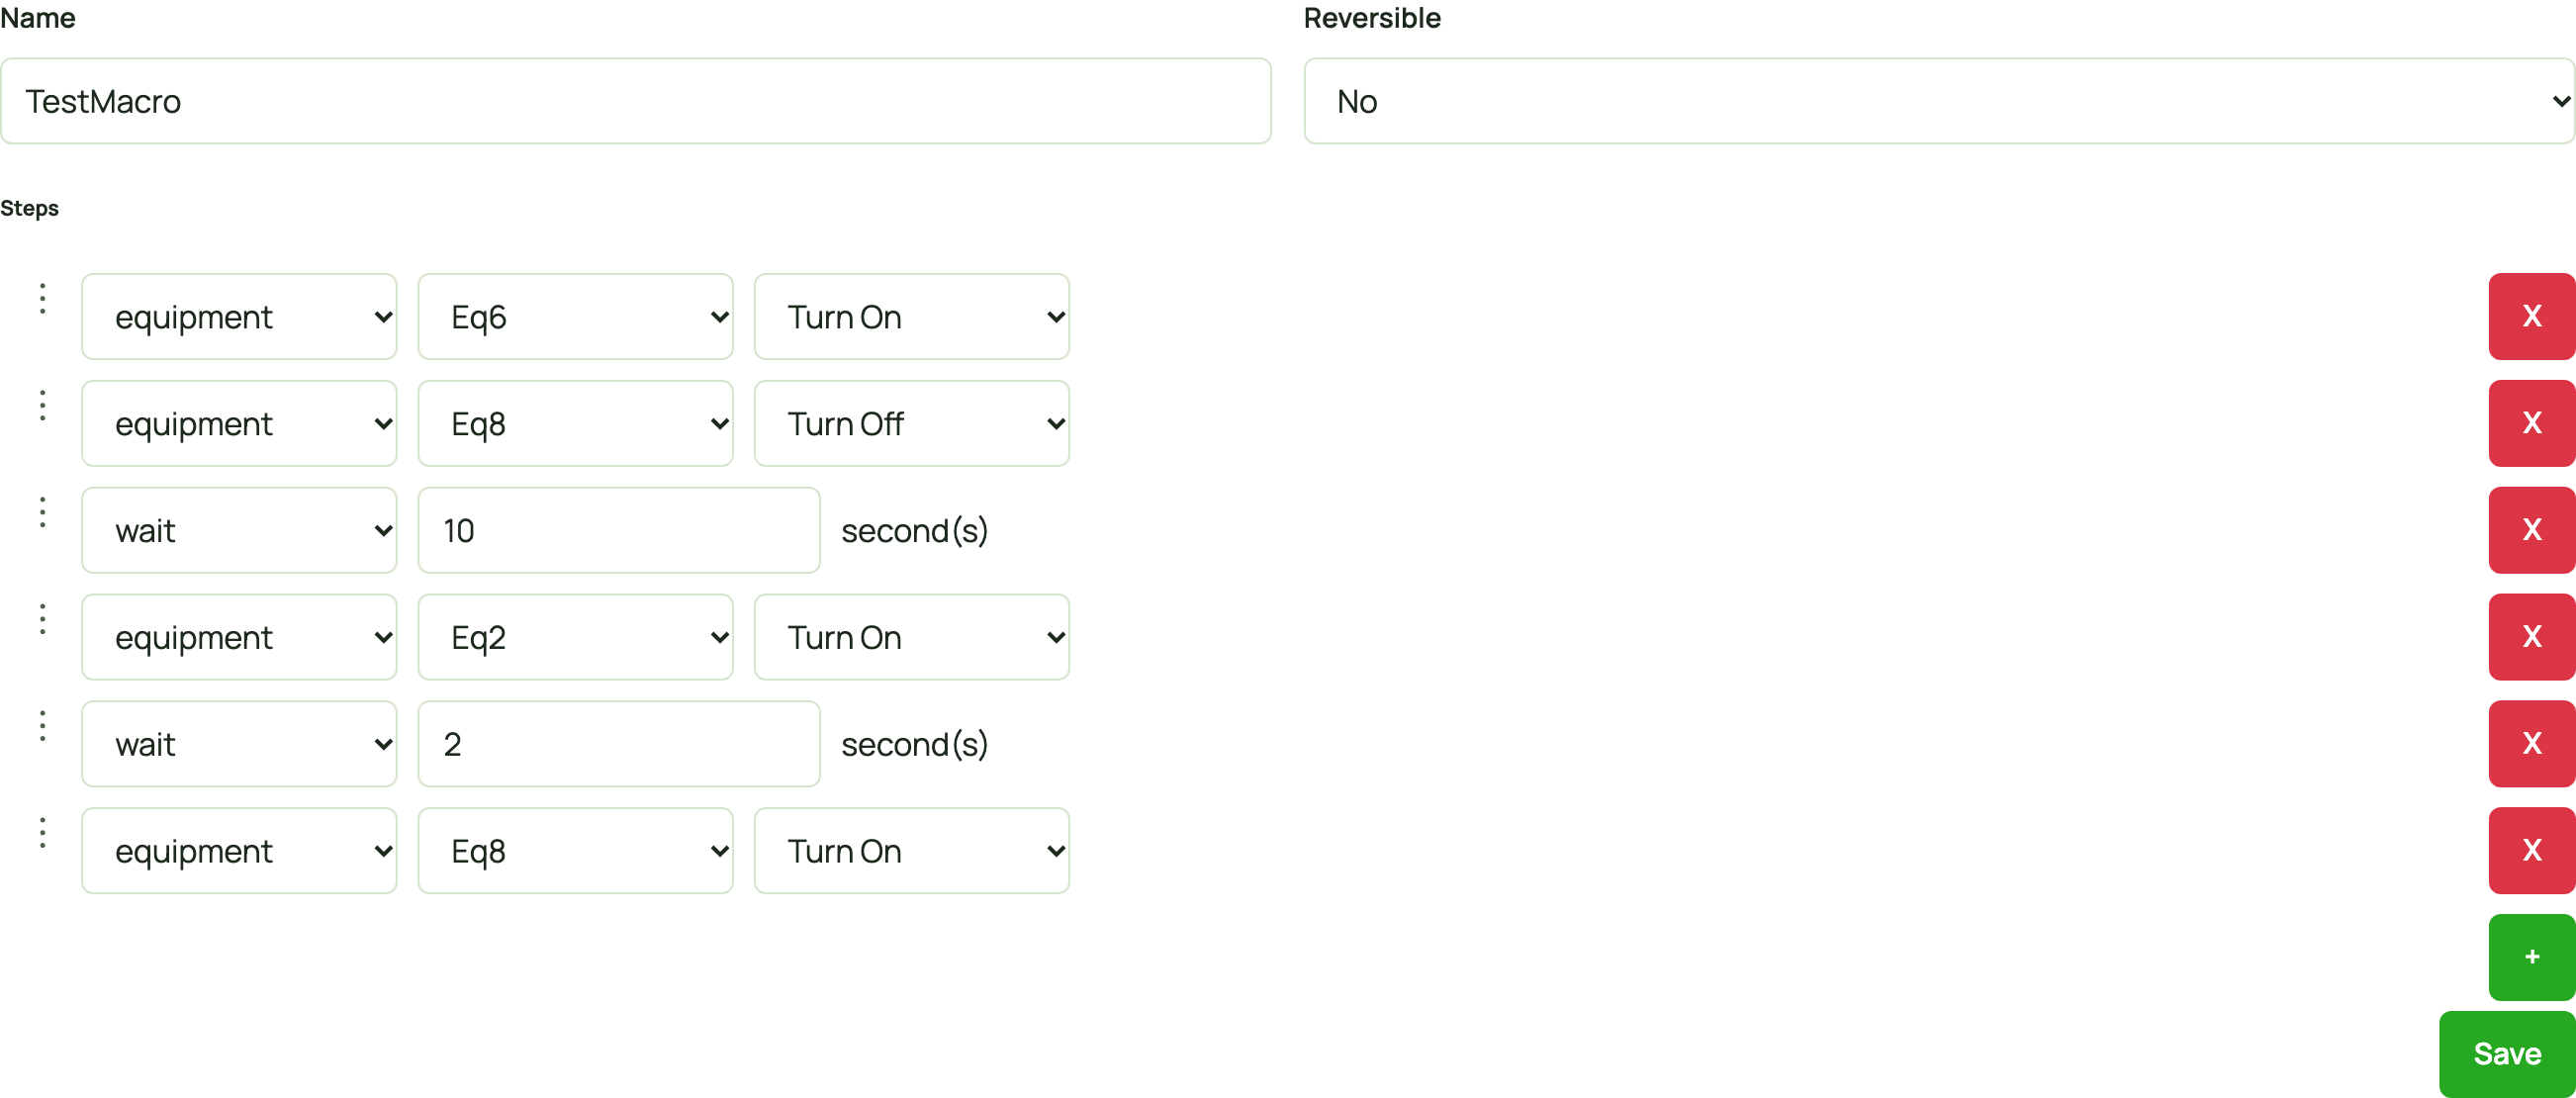 Name Reversible
TestMacro No
Steps
equipment Eq6 Turn On X
equipment Eq8 Turn Off X
wait 10 second(s) X
equipment Eq2 Turn On X
wait 2 second(s) X
equipment Eq8 Turn On X
+
Save